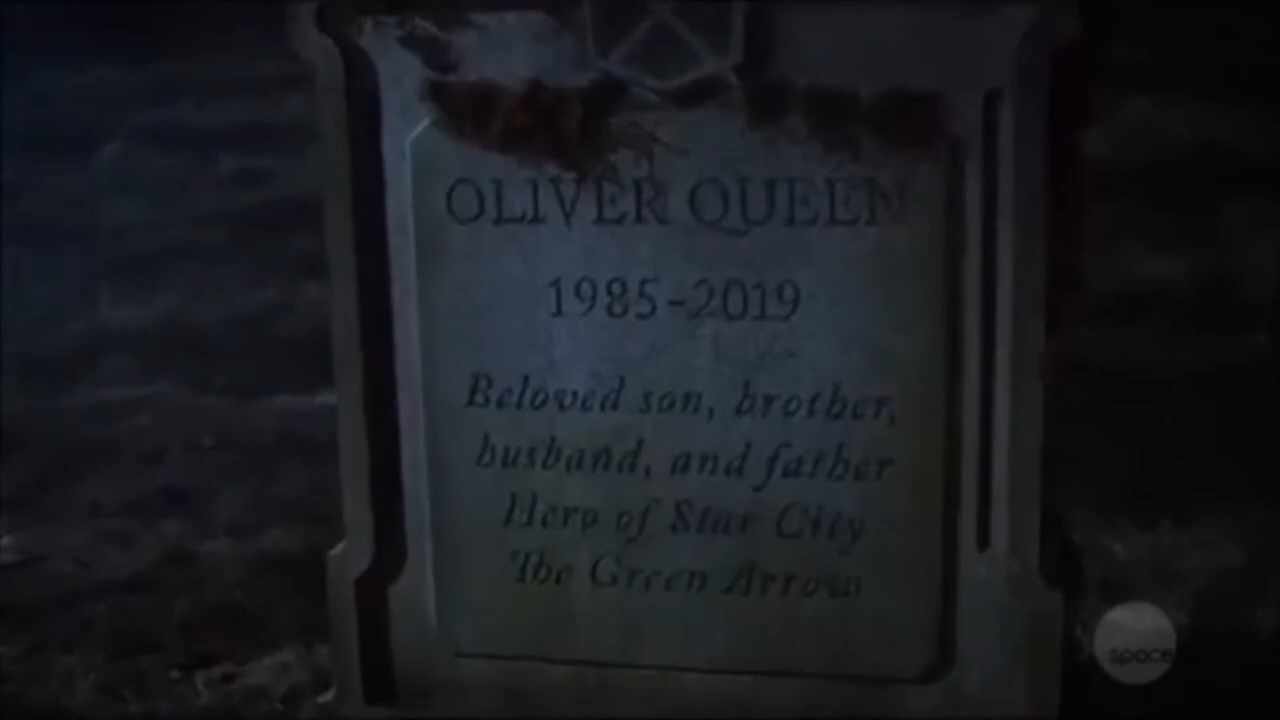 OLIVER QUEEN
1985-2019
Beloved son, brother,
husband, and father
Hero of Star City
The Green Arrow
space